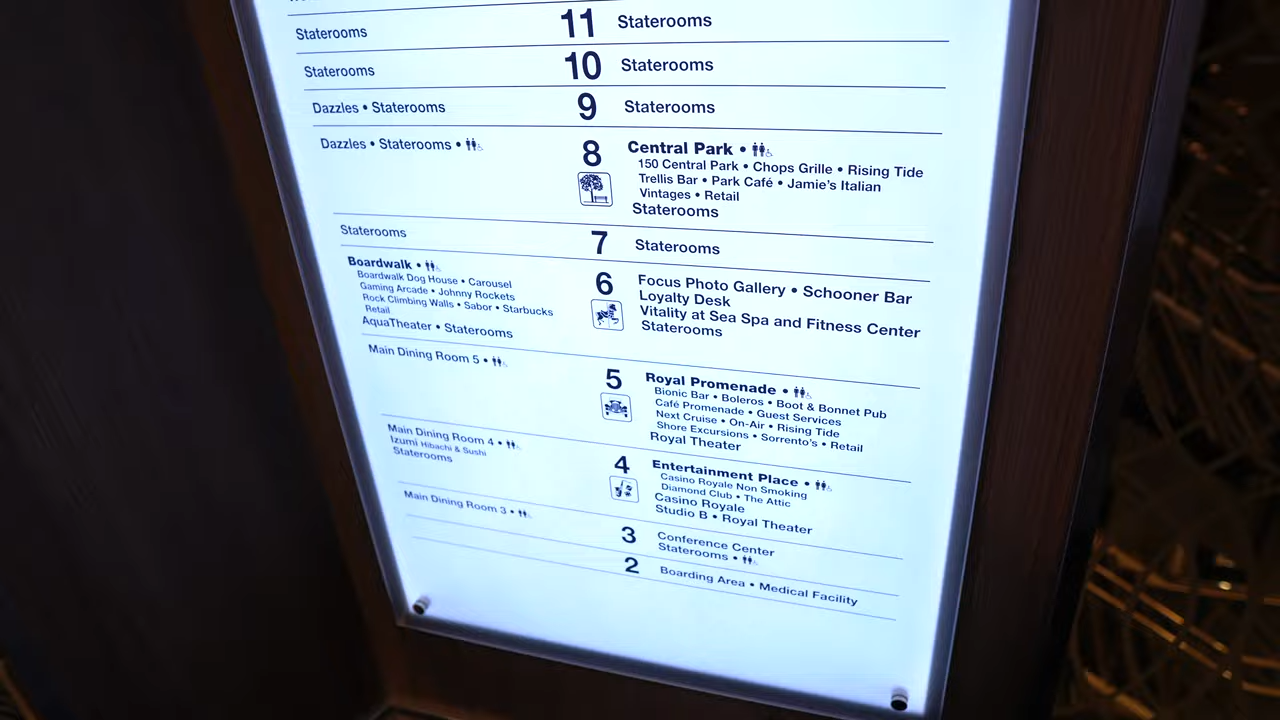 Staterooms 11 Staterooms
Staterooms 10 Staterooms
Dazzles • Staterooms 9 Staterooms
Dazzles • Staterooms • 8 Central Park •
150 Central Park • Chops Grille • Rising Tide
Trellis Bar • Park Café • Jamie's Italian
Vintages • Retail
Staterooms
Staterooms 7 Staterooms
Boardwalk •
Boardwalk Dog House • Carousel
Gaming Arcade • Johnny Rockets
Rock Climbing Walls • Sabor • Starbucks
Retail
AquaTheater • Staterooms
6 Focus Photo Gallery • Schooner Bar
Loyalty Desk
Vitality at Sea Spa and Fitness Center
Staterooms
Main Dining Room 5 •
5 Royal Promenade •
Bionic Bar • Boleros • Boot & Bonnet Pub
Café Promenade • Guest Services
Next Cruise • On-Air • Rising Tide
Shore Excursions • Sorrento's • Retail
Royal Theater
Main Dining Room 4 •
Izumi Hibachi & Sushi
Staterooms
4 Entertainment Place •
Casino Royale Non Smoking
Diamond Club • The Attic
Casino Royale
Studio B • Royal Theater
Main Dining Room 3 •
3 Conference Center
Staterooms •
2 Boarding Area • Medical Facility